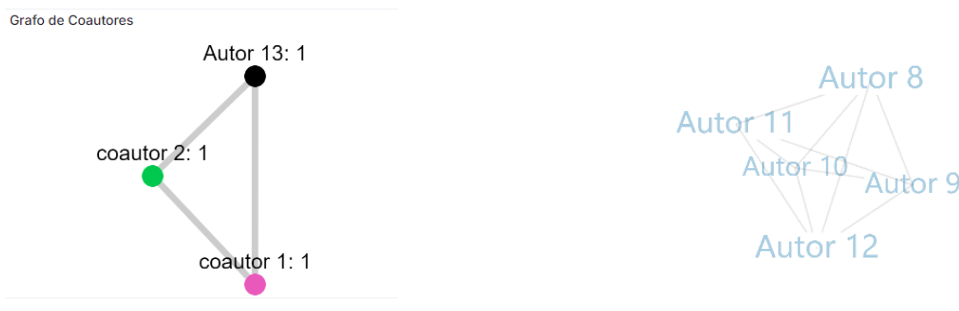 Grafo de Coautores
Autor 13: 1
coautor 2: 1
coautor 1: 1
Autor 8
Autor 11
Autor 10
Autor 9
Autor 12